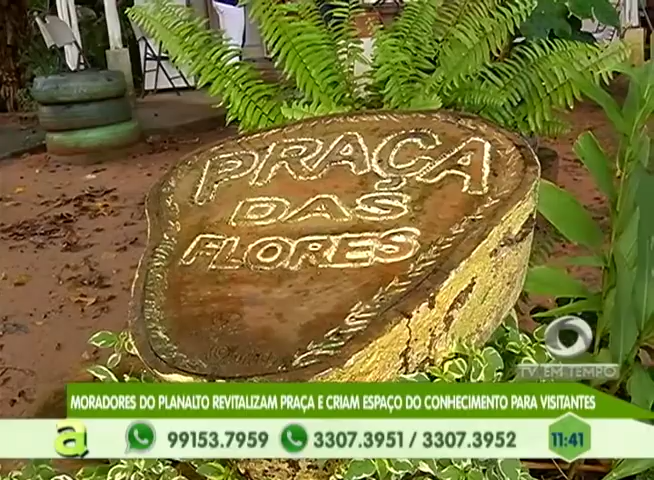 PRAÇA
DAS
FLORES
TV EM TEMPO
MORADORES DO PLANALTO REVITALIZAM PRAÇA E CRIAM ESPAÇO DO CONHECIMENTO PARA VISITANTES
a 99153.7959 3307.3951 / 3307.3952 11:41